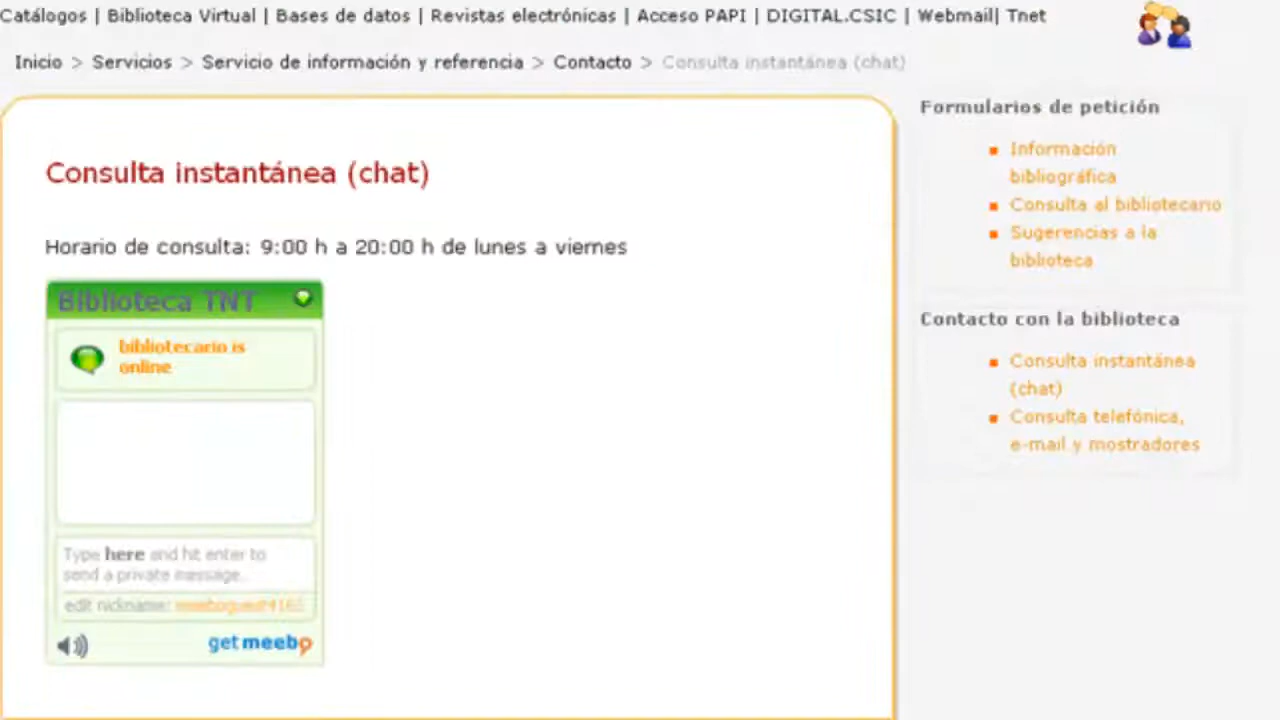 Catálogos | Biblioteca Virtual | Bases de datos | Revistas electrónicas | Acceso PAPI | DIGITAL.CSIC | Webmail| Tnet
Inicio > Servicios > Servicio de información y referencia > Contacto > Consulta instantánea (chat)
Consulta instantánea (chat)
Horario de consulta: 9:00 h a 20:00 h de lunes a viernes
Biblioteca TNT
bibliotecario is
online
Type here and hit enter to
send a private message.
edit nickname:
get meebo
Formularios de petición
Información
bibliográfica
Consulta al bibliotecario
Sugerencias a la
biblioteca
Contacto con la biblioteca
Consulta instantánea
(chat)
Consulta telefónica,
e-mail y mostradores